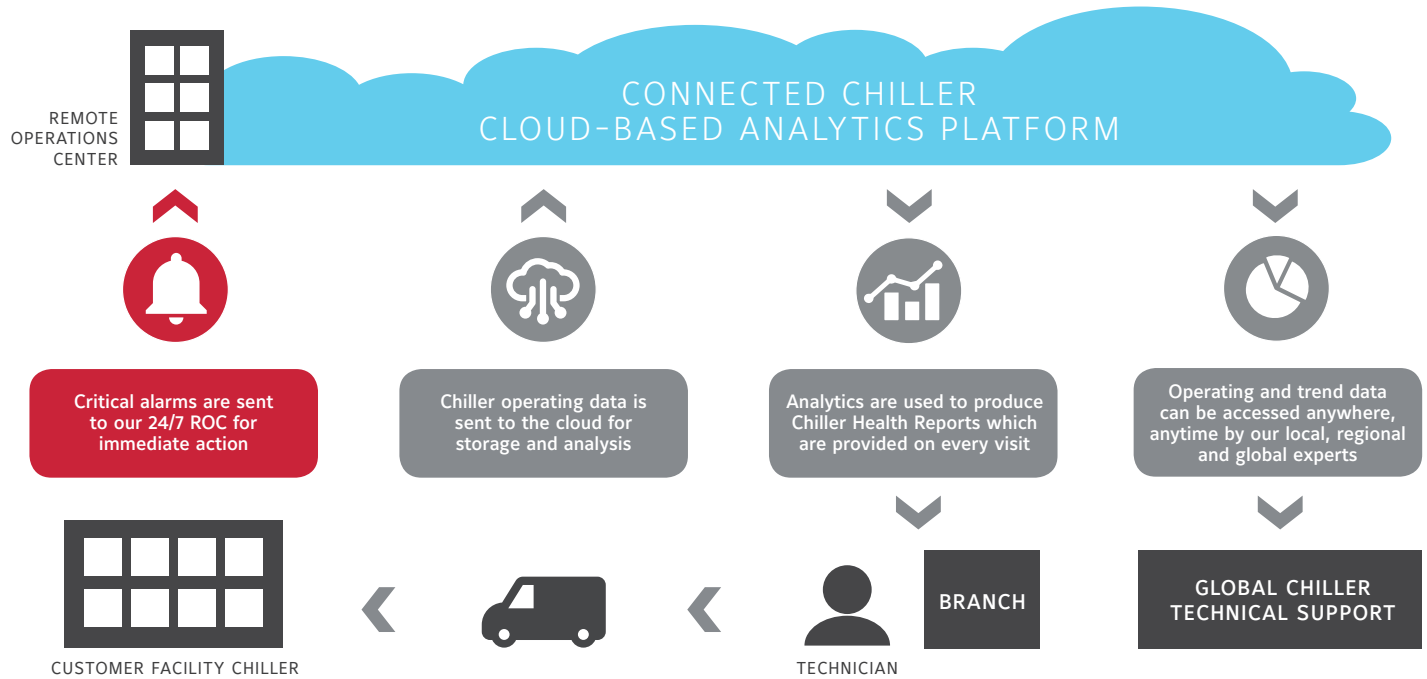 CONNECTED CHILLER
CLOUD-BASED ANALYTICS PLATFORM
REMOTE
OPERATIONS
CENTER
Critical alarms are sent
to our 24/7 ROC for
immediate action
Chiller operating data is
sent to the cloud for
storage and analysis
Analytics are used to produce
Chiller Health Reports which
are provided on every visit
Operating and trend data
can be accessed anywhere,
anytime by our local, regional
and global experts
CUSTOMER FACILITY CHILLER
TECHNICIAN
BRANCH
GLOBAL CHILLER
TECHNICAL SUPPORT